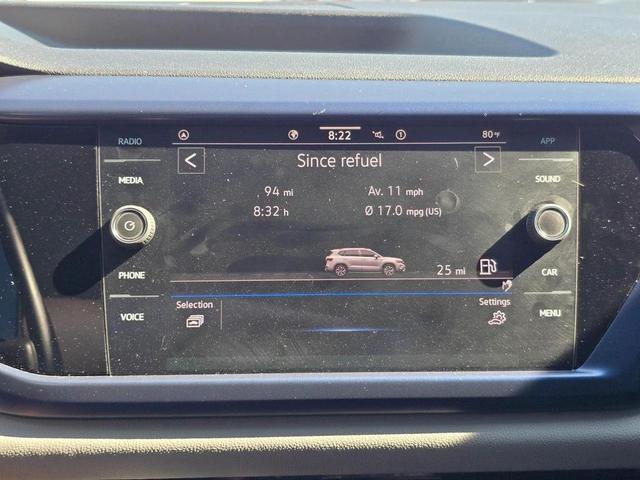 RADIO
MEDIA
PHONE
VOICE
8:22
1
80°F
Since refuel
94 mi
Av. 11 mph
8:32 h
Ø 17.0 mpg (US)
25 mi
Selection
Settings
APP
SOUND
CAR
MENU